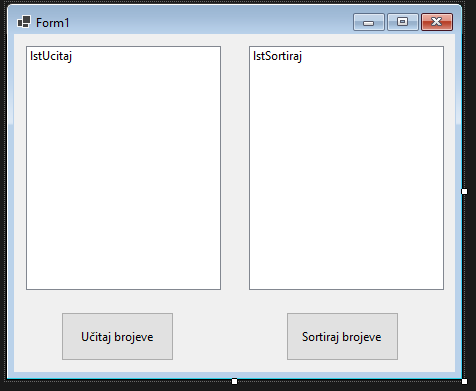 Form1
lstUcitaj
lstSortiraj
Učitaj brojeve
Sortiraj brojeve